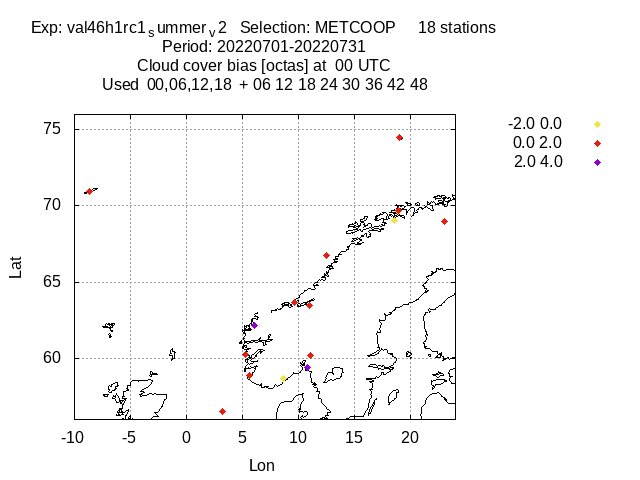 Exp: val46h1rc1summerv2 Selection: METCOOP 18 stations
Period: 20220701-20220731
Cloud cover bias [octas] at 00 UTC
Used 00,06,12,18 + 06 12 18 24 30 36 42 48
-2.0 0.0
0.0 2.0
2.0 4.0
75
70
65
60
Lat
-10 -5 0 5 10 15 20
Lon